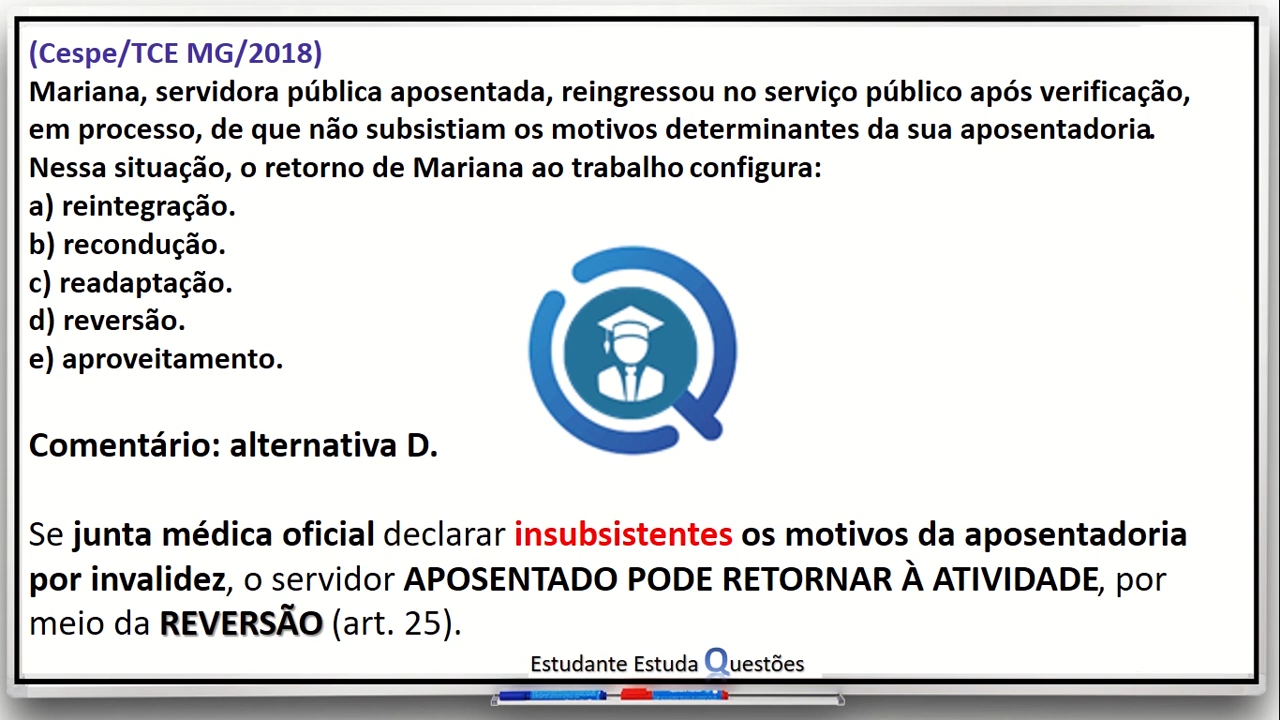 (Cespe/TCE MG/2018)
Mariana, servidora pública aposentada, reingressou no serviço público após verificação,
em processo, de que não subsistiam os motivos determinantes da sua aposentadoria.
Nessa situação, o retorno de Mariana ao trabalho configura:
a) reintegração.
b) recondução.
c) readaptação.
d) reversão.
e) aproveitamento.
Comentário: alternativa D.
Se junta médica oficial declarar insubsistentes os motivos da aposentadoria
por invalidez, o servidor APOSENTADO PODE RETORNAR À ATIVIDADE, por
meio da REVERSÃO (art. 25).
Estudante Estuda Questões